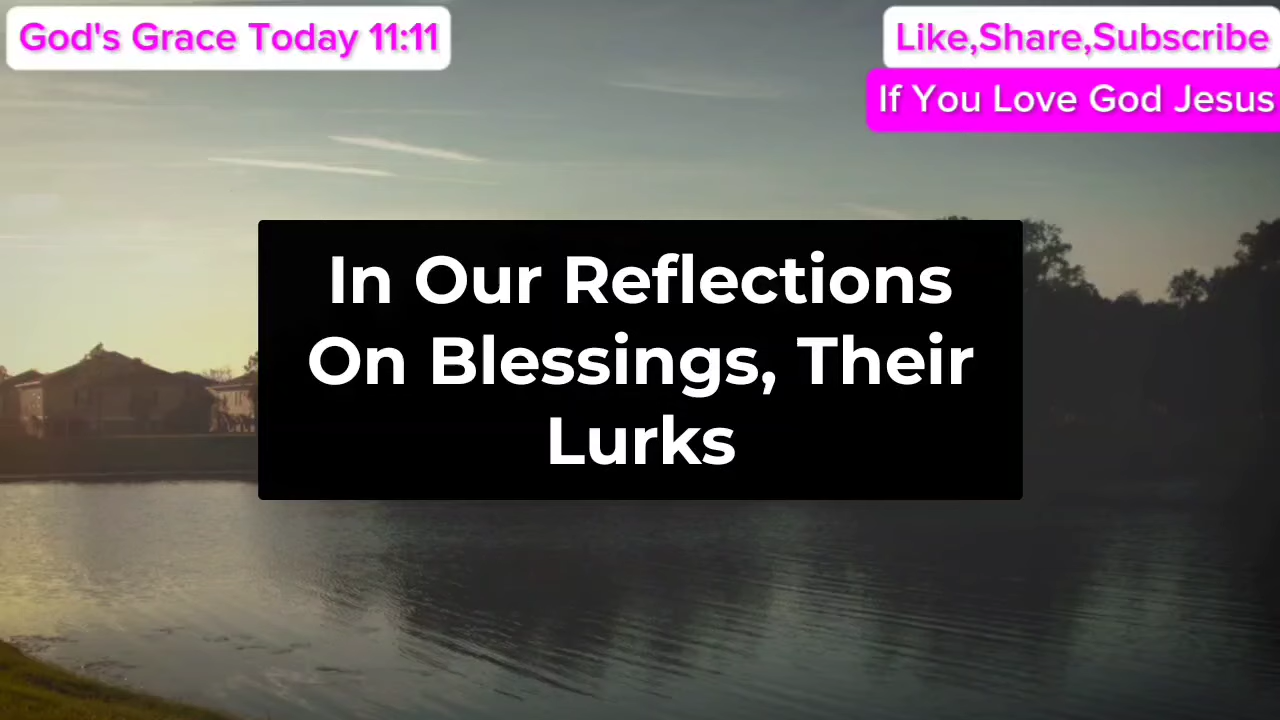 God's Grace Today 11:11
Like,Share,Subscribe
If You Love God Jesus
In Our Reflections
On Blessings, Their
Lurks